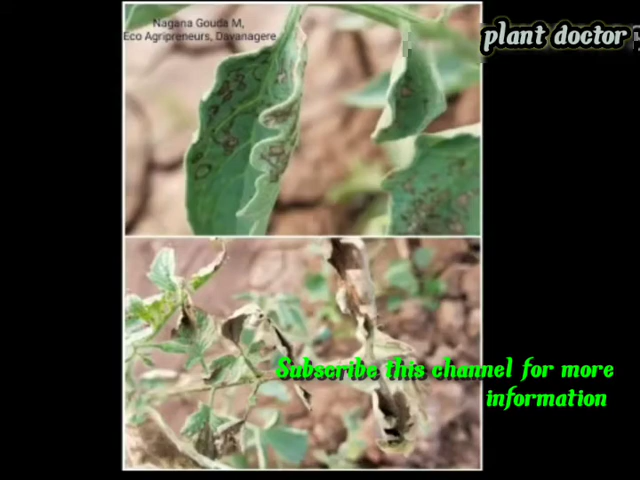 Nagana Gouda M,
Eco Agripreneurs, Davanagere
plant doctor
Subscribe this channel for more
information